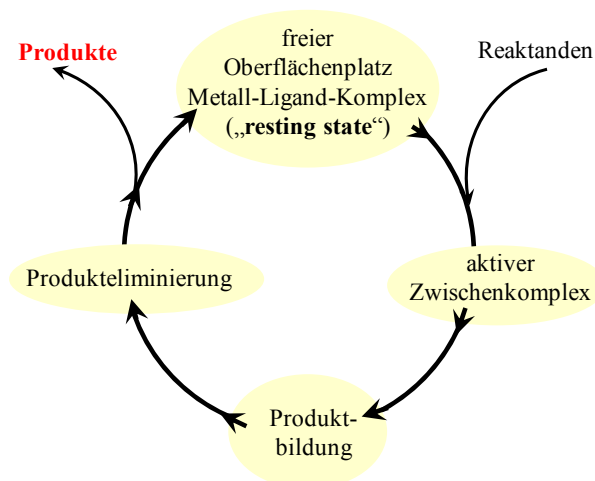 Produkte
freier
Oberflächenplatz
Metall-Ligand-Komplex
(„resting state“)
Reaktanden
Produkteliminierung
aktiver
Zwischenkomplex
Produkt-
bildung